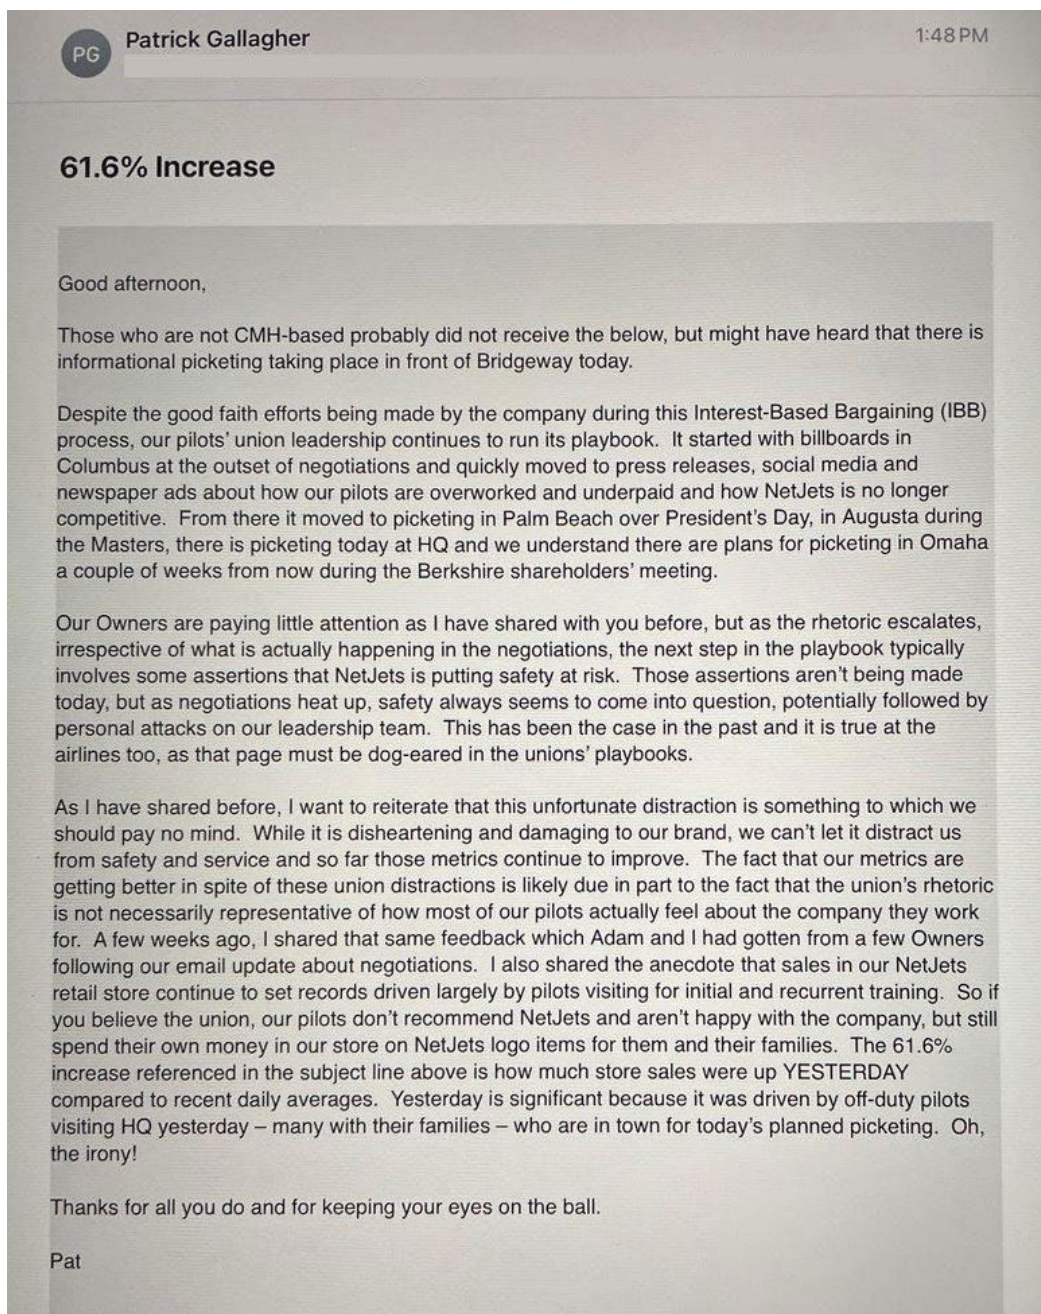 PG
Patrick Gallagher
1:48 PM
61.6% Increase
Good afternoon,
Those who are not CMH-based probably did not receive the below, but might have heard that there is
informational picketing taking place in front of Bridgeway today.
Despite the good faith efforts being made by the company during this Interest-Based Bargaining (IBB)
process, our pilots' union leadership continues to run its playbook.  It started with billboards in
Columbus at the outset of negotiations and quickly moved to press releases, social media and
newspaper ads about how our pilots are overworked and underpaid and how NetJets is no longer
competitive.  From there it moved to picketing in Palm Beach over President's Day, in Augusta during
the Masters, there is picketing today at HQ and we understand there are plans for picketing in Omaha
a couple of weeks from now during the Berkshire shareholders' meeting.
Our Owners are paying little attention as I have shared with you before, but as the rhetoric escalates,
irrespective of what is actually happening in the negotiations, the next step in the playbook typically
involves some assertions that NetJets is putting safety at risk.  Those assertions aren't being made
today, but as negotiations heat up, safety always seems to come into question, potentially followed by
personal attacks on our leadership team.  This has been the case in the past and it is true at the
airlines too, as that page must be dog-eared in the unions' playbooks.
As I have shared before, I want to reiterate that this unfortunate distraction is something to which we
should pay no mind.  While it is disheartening and damaging to our brand, we can't let it distract us
from safety and service and so far those metrics continue to improve.  The fact that our metrics are
getting better in spite of these union distractions is likely due in part to the fact that the union's rhetoric
is not necessarily representative of how most of our pilots actually feel about the company they work
for.  A few weeks ago, I shared that same feedback which Adam and I had gotten from a few Owners
following our email update about negotiations.  I also shared the anecdote that sales in our NetJets
retail store continue to set records driven largely by pilots visiting for initial and recurrent training.  So if
you believe the union, our pilots don't recommend NetJets and aren't happy with the company, but still
spend their own money in our store on NetJets logo items for them and their families.  The 61.6%
increase referenced in the subject line above is how much store sales were up YESTERDAY
compared to recent daily averages.  Yesterday is significant because it was driven by off-duty pilots
visiting HQ yesterday – many with their families – who are in town for today's planned picketing.  Oh,
the irony!
Thanks for all you do and for keeping your eyes on the ball.
Pat